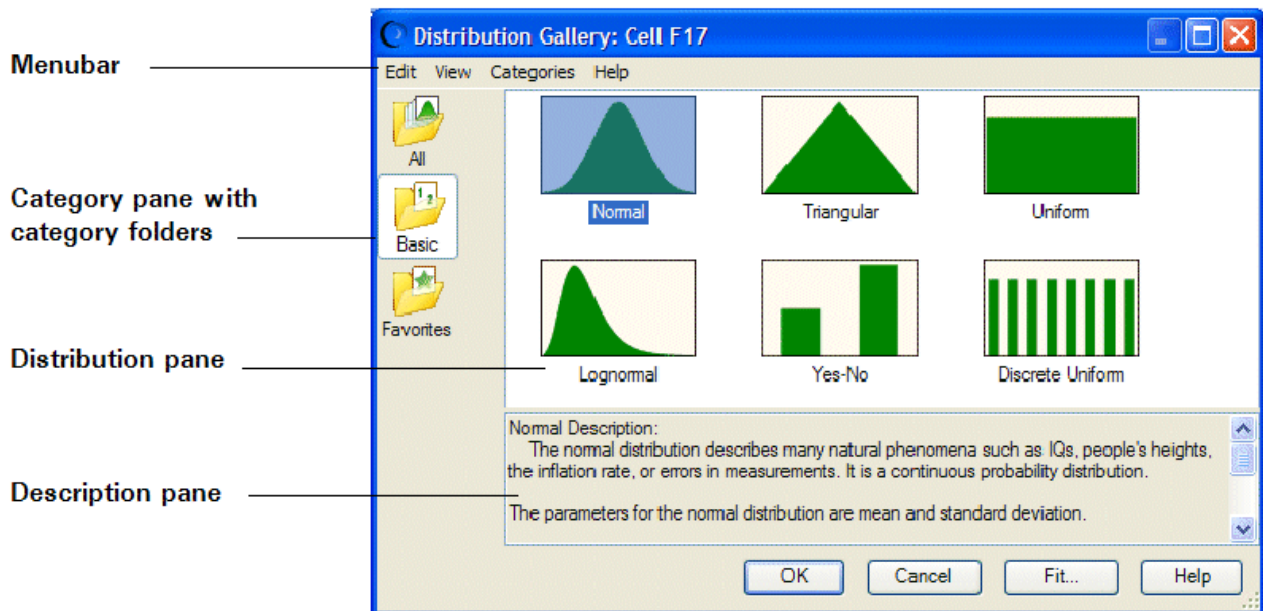 Distribution Gallery: Cell F17
Menubar
Edit View Categories Help
All
Category pane with
category folders
Basic
Favorites
Normal Triangular Uniform
Distribution pane
Lognormal Yes-No Discrete Uniform
Normal Description:
The normal distribution describes many natural phenomena such as IQs, people's heights,
the inflation rate, or errors in measurements. It is a continuous probability distribution.
Description pane
The parameters for the normal distribution are mean and standard deviation.
OK Cancel Fit... Help